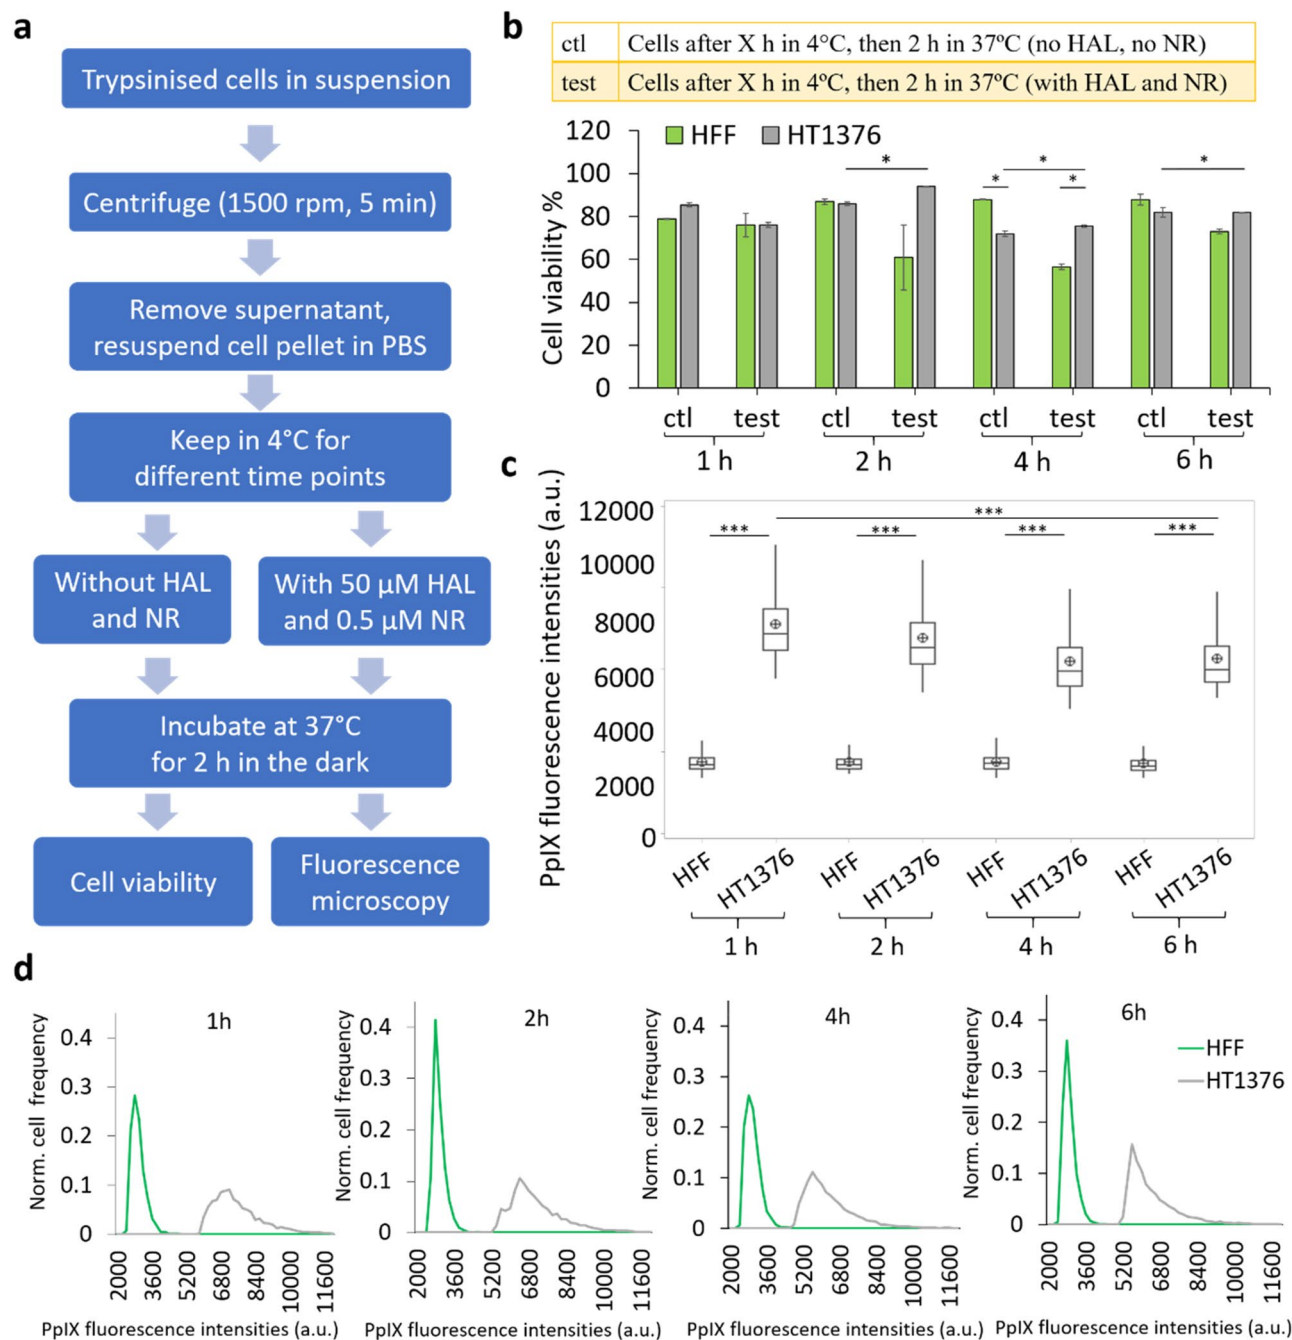 a
Trypsinised cells in suspension
Centrifuge (1500 rpm, 5 min)
Remove supernatant,
resuspend cell pellet in PBS
Keep in 4°C for
different time points
Without HAL
and NR
With 50 μM HAL
and 0.5 μM NR
Incubate at 37°C
for 2 h in the dark
Cell viability
Fluorescence
microscopy
b
ctl Cells after X h in 4°C, then 2 h in 37ºC (no HAL, no NR)
test Cells after X h in 4ºC, then 2 h in 37ºC (with HAL and NR)
Cell viability %
120
100
80
60
40
20
0
HFF HT1376
* * * * *
ctl test ctl test ctl test ctl test
1 h 2 h 4 h 6 h
c
PpIX fluorescence intensities (a.u.)
12000
10000
8000
6000
4000
2000
0
***
*** *** *** ***
HFF HT1376 HFF HT1376 HFF HT1376 HFF HT1376
1 h 2 h 4 h 6 h
d
Norm. cell frequency
0.4
0.3
0.2
0.1
0
1h
2000 3600 5200 6800 8400 10000 11600
PpIX fluorescence intensities (a.u.)
Norm. cell frequency
0.4
0.3
0.2
0.1
0
2h
2000 3600 5200 6800 8400 10000 11600
PpIX fluorescence intensities (a.u.)
Norm. cell frequency
0.4
0.3
0.2
0.1
0
4h
2000 3600 5200 6800 8400 10000 11600
PpIX fluorescence intensities (a.u.)
Norm. cell frequency
0.4
0.3
0.2
0.1
0
6h
HFF
HT1376
2000 3600 5200 6800 8400 10000 11600
PpIX fluorescence intensities (a.u.)